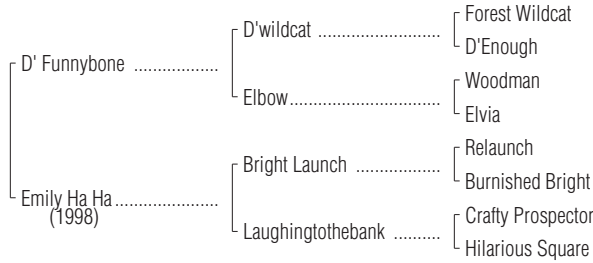 Forest Wildcat
D'wildcat ........................
D'Enough
D' Funnybone .................
Woodman
Elbow..............................
Elvia
Relaunch
Bright Launch .................
Burnished Bright
Emily Ha Ha.....................
(1998)
Crafty Prospector
Laughingtothebank ..........
Hilarious Square